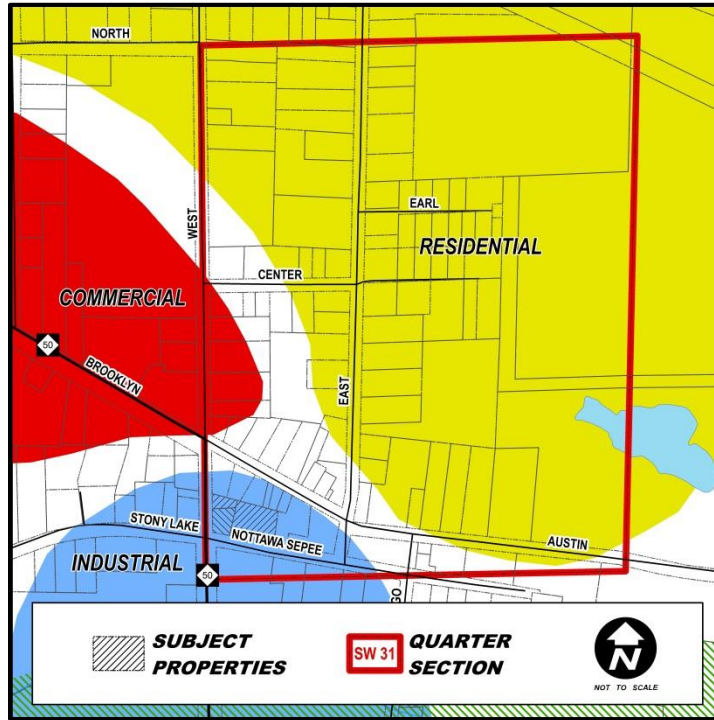 NORTH
WEST
EARL
RESIDENTIAL
CENTER
COMMERCIAL
50
BROOKLYN
EAST
STONY LAKE
NOTTAWA SEPEE
AUSTIN
INDUSTRIAL
50
GO
SUBJECT
PROPERTIES
SW 31
QUARTER
SECTION
N
NOT TO SCALE